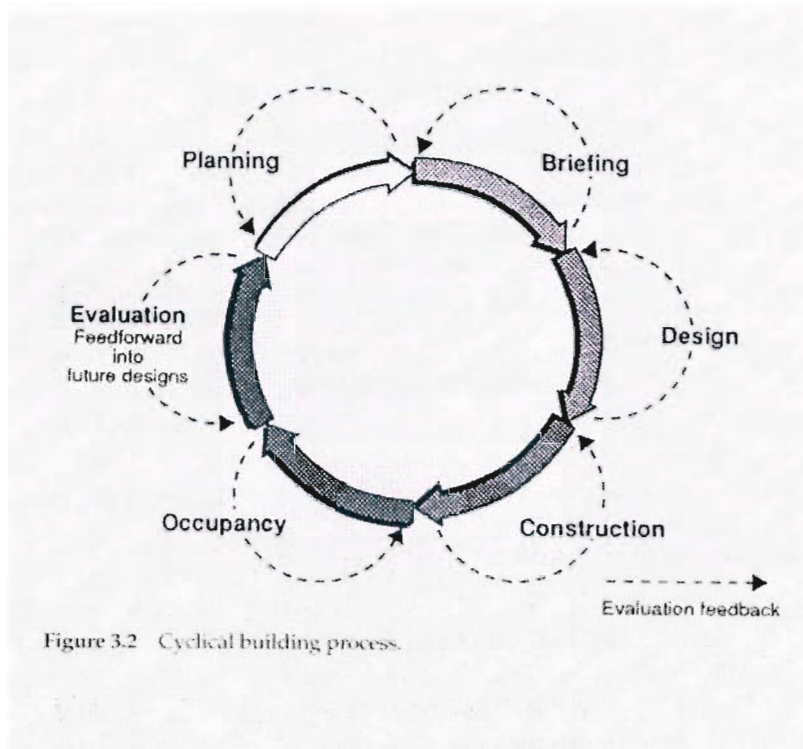 Planning
Briefing
Evaluation
Feedforward
into
future designs
Design
Occupancy
Construction
Evaluation feedback
Figure 3.2 Cyclical building process.